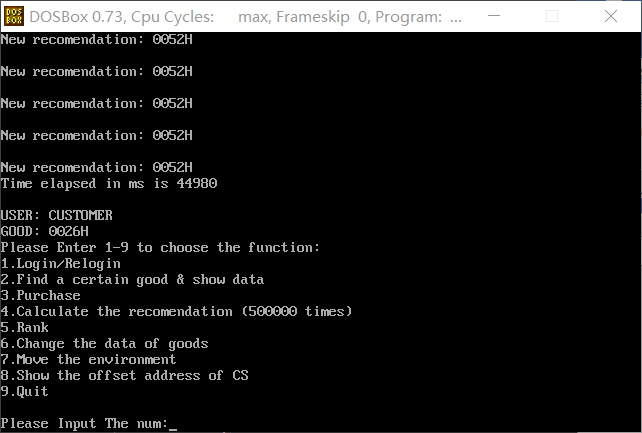 DOS
BOX
DOSBox 0.73, Cpu Cycles: max, Frameskip 0, Program: ...
New recomendation: 0052H
New recomendation: 0052H
New recomendation: 0052H
New recomendation: 0052H
New recomendation: 0052H
Time elapsed in ms is 44980
USER: CUSTOMER
GOOD: 0026H
Please Enter 1-9 to choose the function:
1.Login/Relogin
2.Find a certain good & show data
3.Purchase
4.Calculate the recomendation (500000 times)
5.Rank
6.Change the data of goods
7.Move the environment
8.Show the offset address of CS
9.Quit
Please Input The num:_